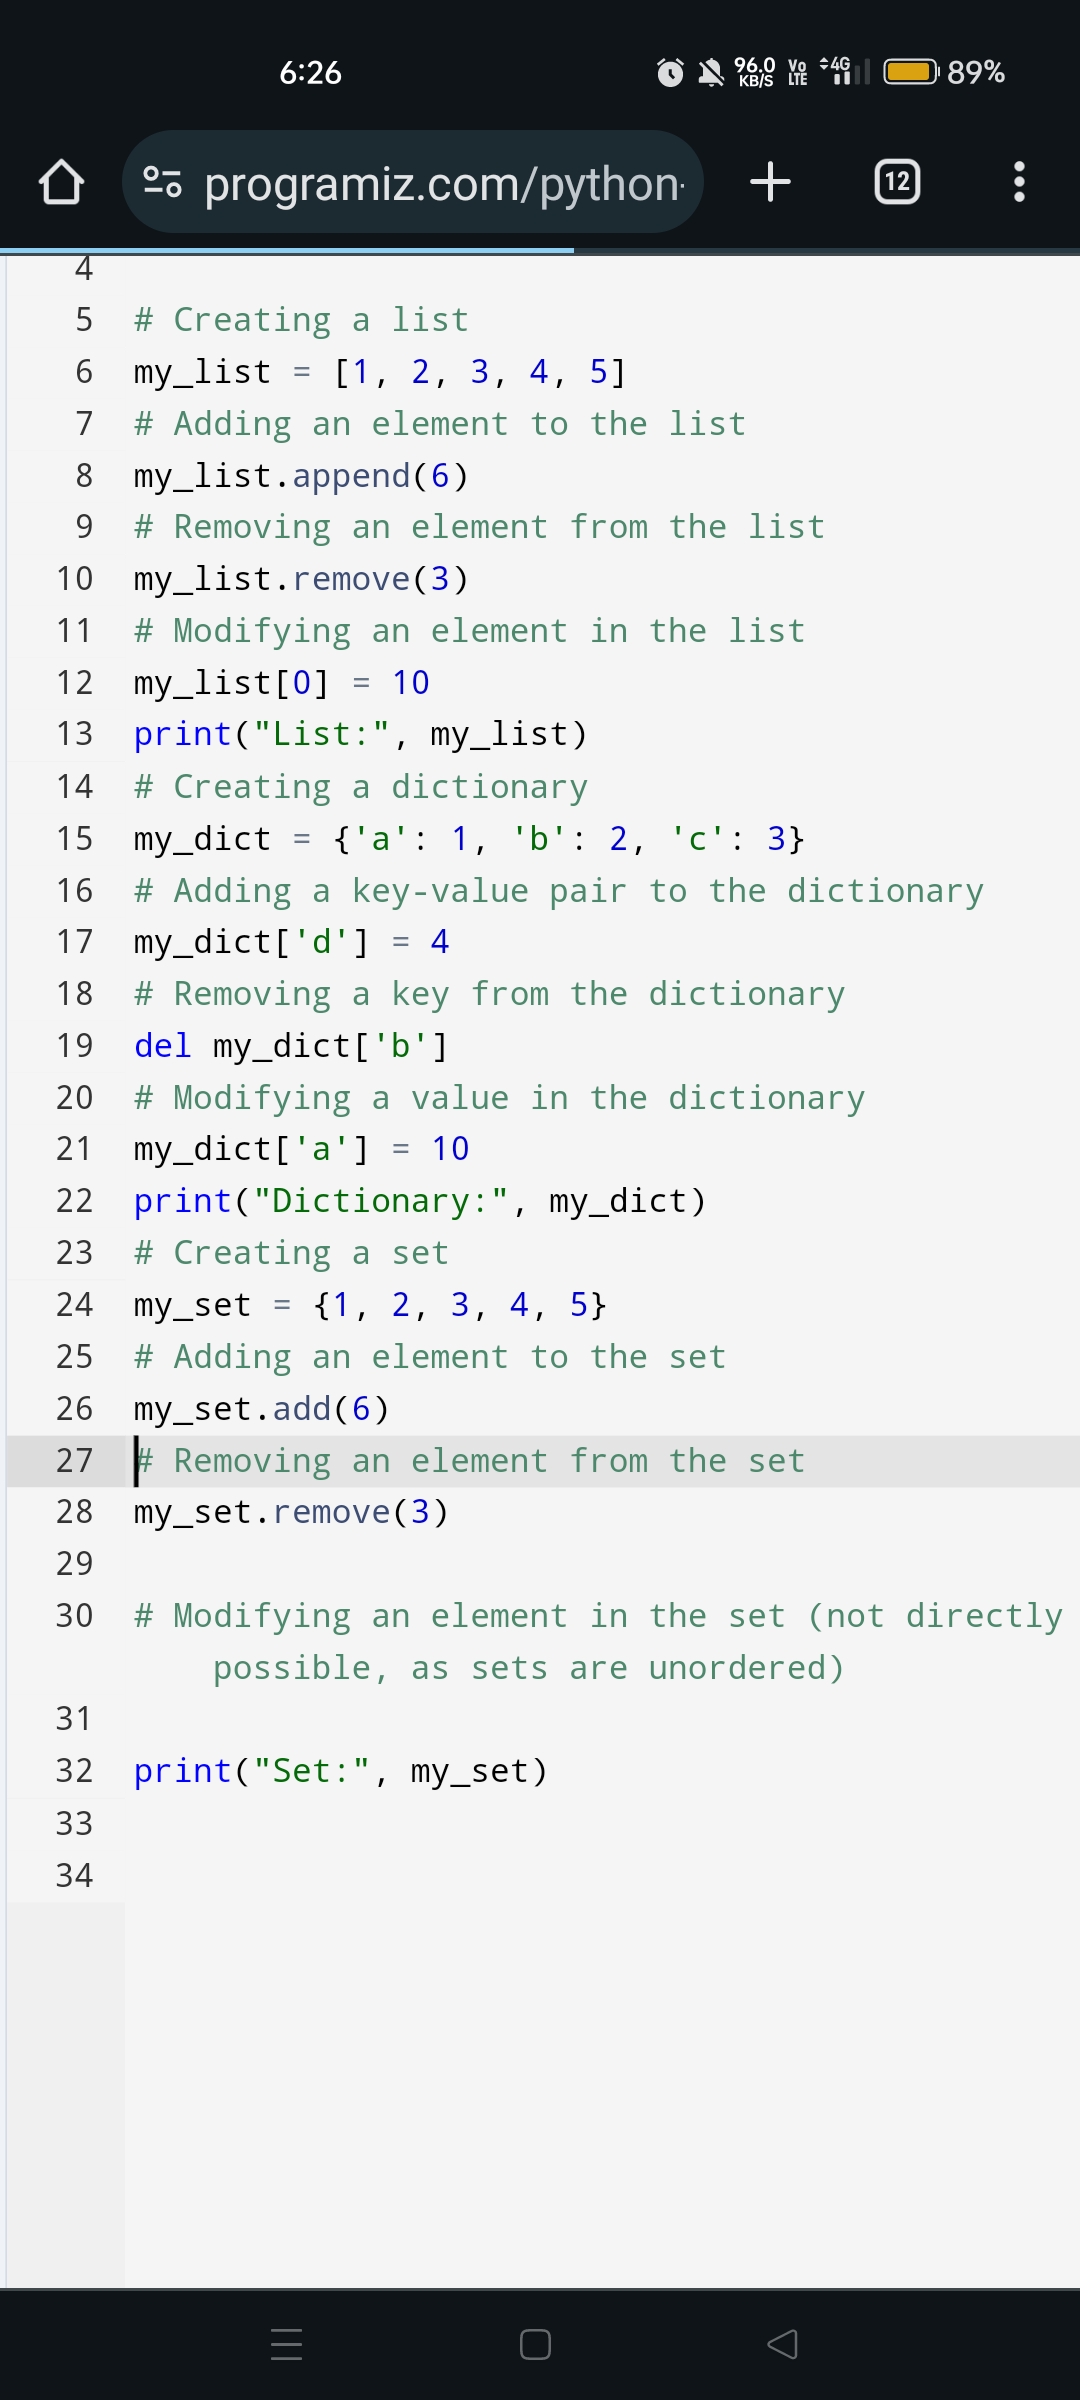 6:26
96.0
KB/S
Vo
LTE
4G
89%
programiz.com/python
12
4
5 # Creating a list
6 my_list = [1, 2, 3, 4, 5]
7 # Adding an element to the list
8 my_list.append(6)
9 # Removing an element from the list
10 my_list.remove(3)
11 # Modifying an element in the list
12 my_list[0] = 10
13 print("List:", my_list)
14 # Creating a dictionary
15 my_dict = {'a': 1, 'b': 2, 'c': 3}
16 # Adding a key-value pair to the dictionary
17 my_dict['d'] = 4
18 # Removing a key from the dictionary
19 del my_dict['b']
20 # Modifying a value in the dictionary
21 my_dict['a'] = 10
22 print("Dictionary:", my_dict)
23 # Creating a set
24 my_set = {1, 2, 3, 4, 5}
25 # Adding an element to the set
26 my_set.add(6)
27 # Removing an element from the set
28 my_set.remove(3)
29
30 # Modifying an element in the set (not directly
possible, as sets are unordered)
31
32 print("Set:", my_set)
33
34